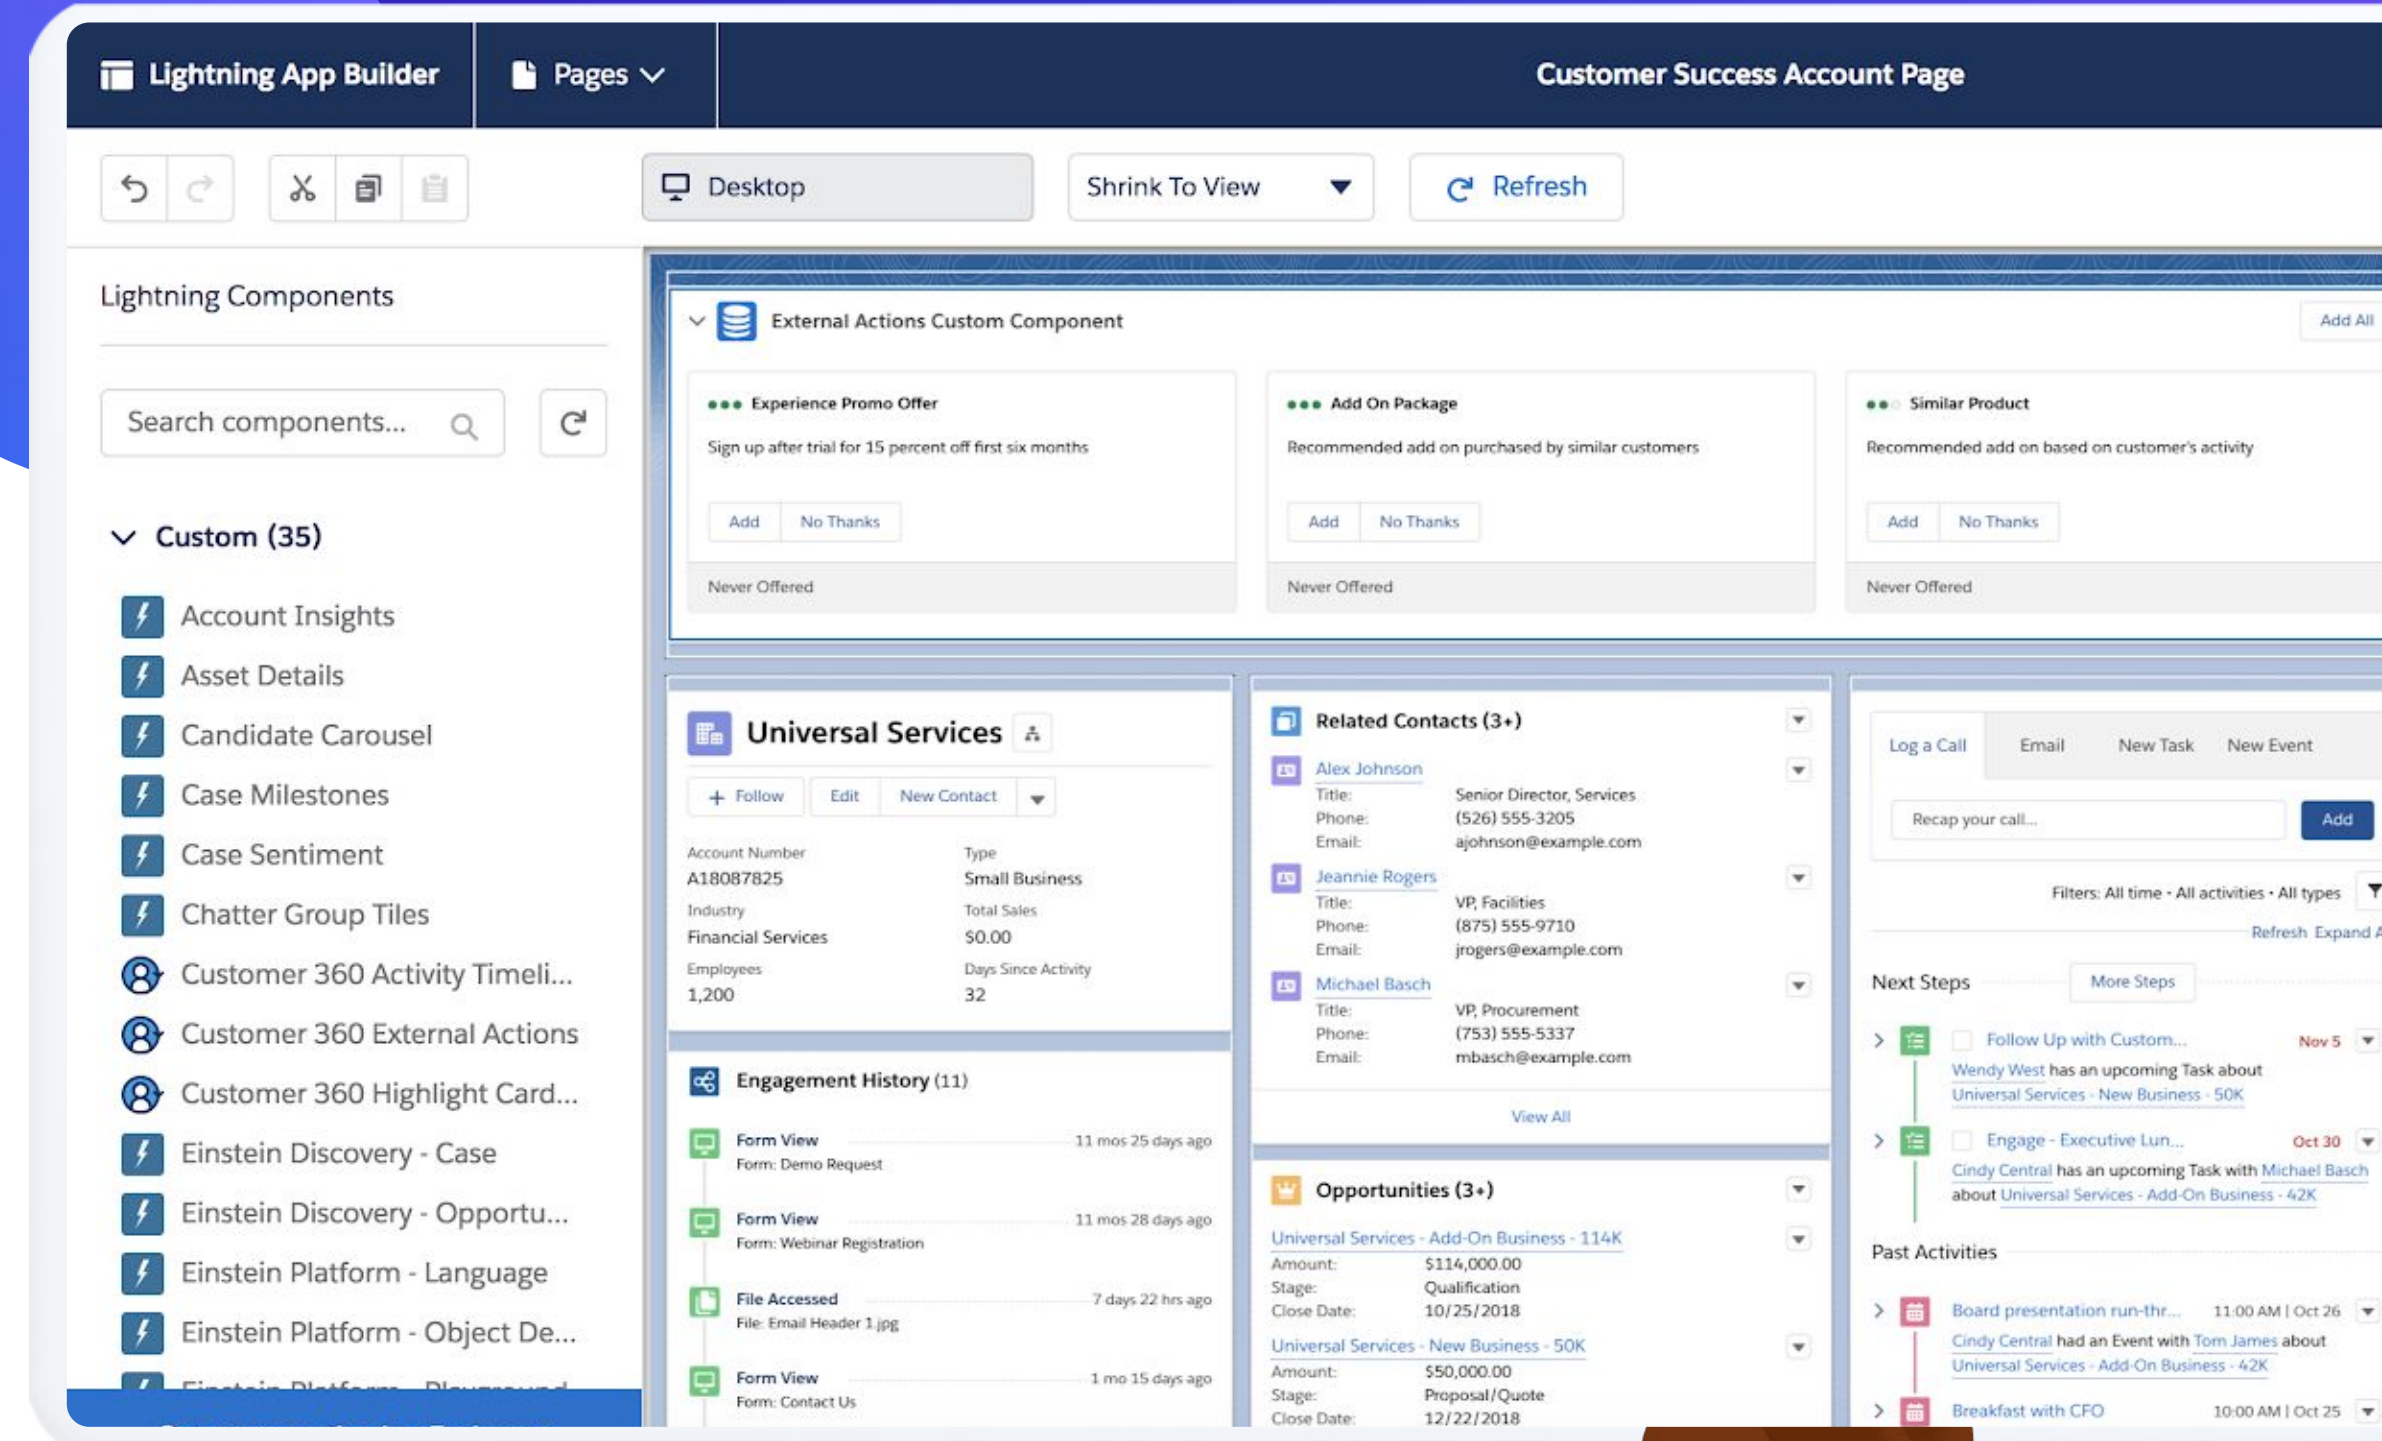 Lightning App Builder
Pages
Customer Success Account Page
Desktop
Shrink To View
Refresh
Lightning Components
Search components...
Custom (35)
Account Insights
Asset Details
Candidate Carousel
Case Milestones
Case Sentiment
Chatter Group Tiles
Customer 360 Activity Timeli...
Customer 360 External Actions
Customer 360 Highlight Card...
Einstein Discovery - Case
Einstein Discovery - Opportu...
Einstein Platform - Language
Einstein Platform - Object De...
Einstein Platform - Playground
External Actions Custom Component
Add All
Experience Promo Offer
Sign up after trial for 15 percent off first six months
Add No Thanks
Never Offered
Add On Package
Recommended add on purchased by similar customers
Add No Thanks
Never Offered
Similar Product
Recommended add on based on customer's activity
Add No Thanks
Never Offered
Universal Services
+ Follow Edit New Contact
Account Number Type
A18087825 Small Business
Industry Total Sales
Financial Services $0.00
Employees Days Since Activity
1,200 32
Engagement History (11)
Form View 11 mos 25 days ago
Form: Demo Request
Form View 11 mos 28 days ago
Form: Webinar Registration
File Accessed 7 days 22 hrs ago
File: Email Header 1.jpg
Form View 1 mo 15 days ago
Form: Contact Us
Related Contacts (3+)
Alex Johnson
Title: Senior Director, Services
Phone: (526) 555-3205
Email: ajohnson@example.com
Jeannie Rogers
Title: VP, Facilities
Phone: (875) 555-9710
Email: jrogers@example.com
Michael Basch
Title: VP, Procurement
Phone: (753) 555-5337
Email: mbasch@example.com
View All
Opportunities (3+)
Universal Services - Add-On Business - 114K
Amount: $114,000.00
Stage: Qualification
Close Date: 10/25/2018
Universal Services - New Business - 50K
Amount: $50,000.00
Stage: Proposal/Quote
Close Date: 12/22/2018
Log a Call Email New Task New Event
Recap your call... Add
Filters: All time • All activities • All types
Refresh Expand A
Next Steps More Steps
Follow Up with Custom... Nov 5
Wendy West has an upcoming Task about
Universal Services - New Business - 50K
Engage - Executive Lun... Oct 30
Cindy Central has an upcoming Task with Michael Basch
about Universal Services - Add-On Business - 42K
Past Activities
Board presentation run-thr... 11:00 AM | Oct 26
Cindy Central had an Event with Tom James about
Universal Services - Add-On Business - 42K
Breakfast with CFO 10:00 AM | Oct 25